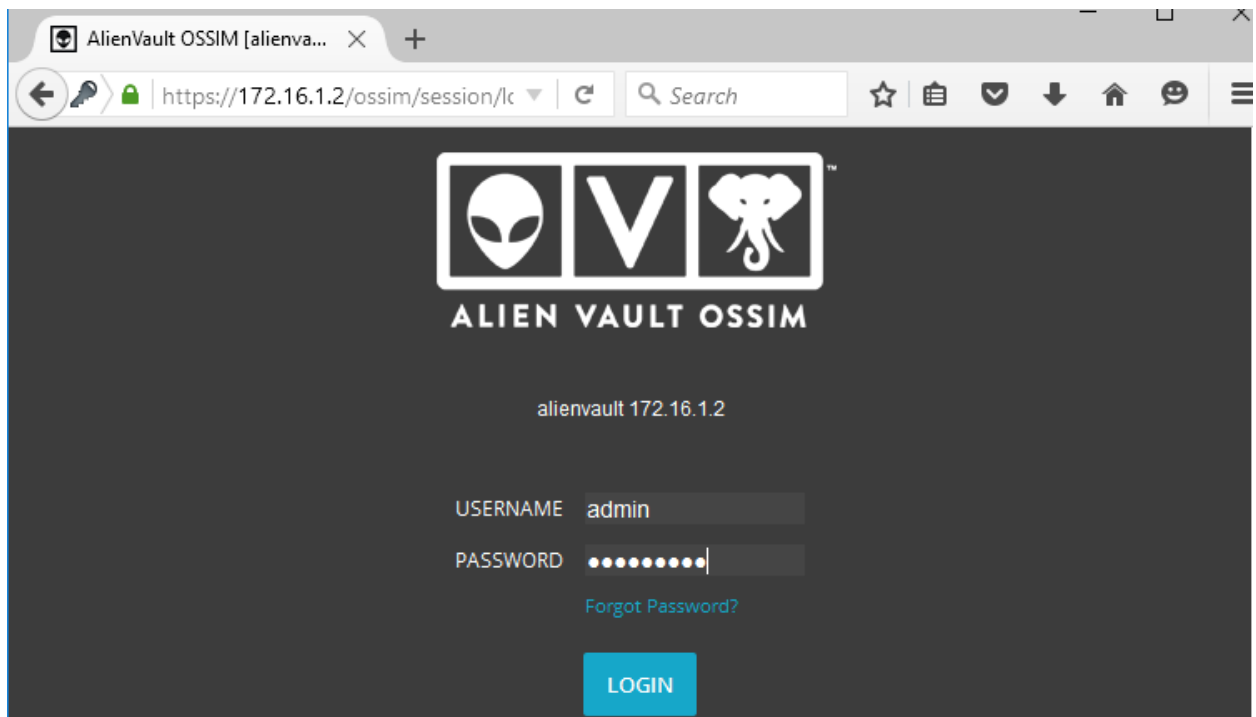 AlienVault OSSIM [alienva...
https://172.16.1.2/ossim/session/lc
Search
V
™
ALIEN VAULT OSSIM
alienvault 172.16.1.2
USERNAME admin
PASSWORD ●●●●●●●●●
Forgot Password?
LOGIN